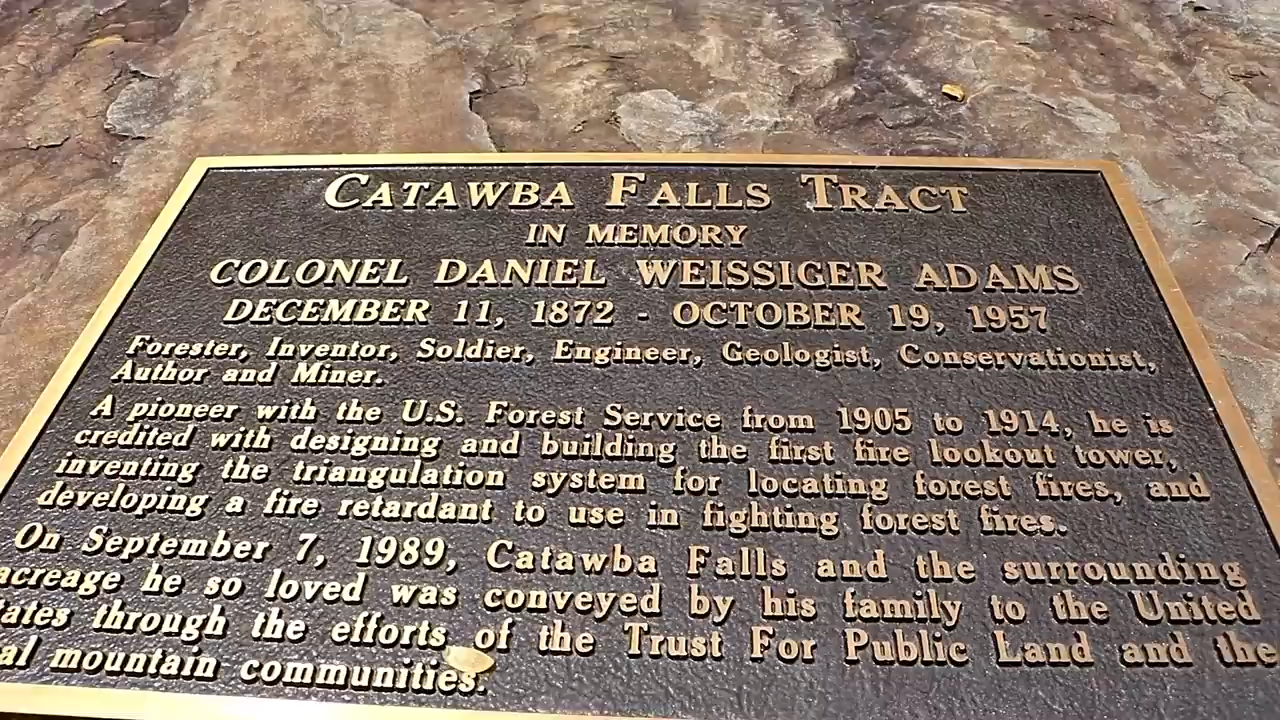 CATAWBA FALLS TRACT
IN MEMORY
COLONEL DANIEL WEISSIGER ADAMS
DECEMBER 11, 1872 - OCTOBER 19, 1957
Forester, Inventor, Soldier, Engineer, Geologist, Conservationist,
Author and Miner.
A pioneer with the U.S. Forest Service from 1905 to 1914, he is
credited with designing and building the first fire lookout tower,
inventing the triangulation system for locating forest fires, and
developing a fire retardant to use in fighting forest fires.
On September 7, 1989, Catawba Falls and the surrounding
acreage he so loved was conveyed by his family to the United
through the efforts of the Trust For Public Land and the
mountain communities.